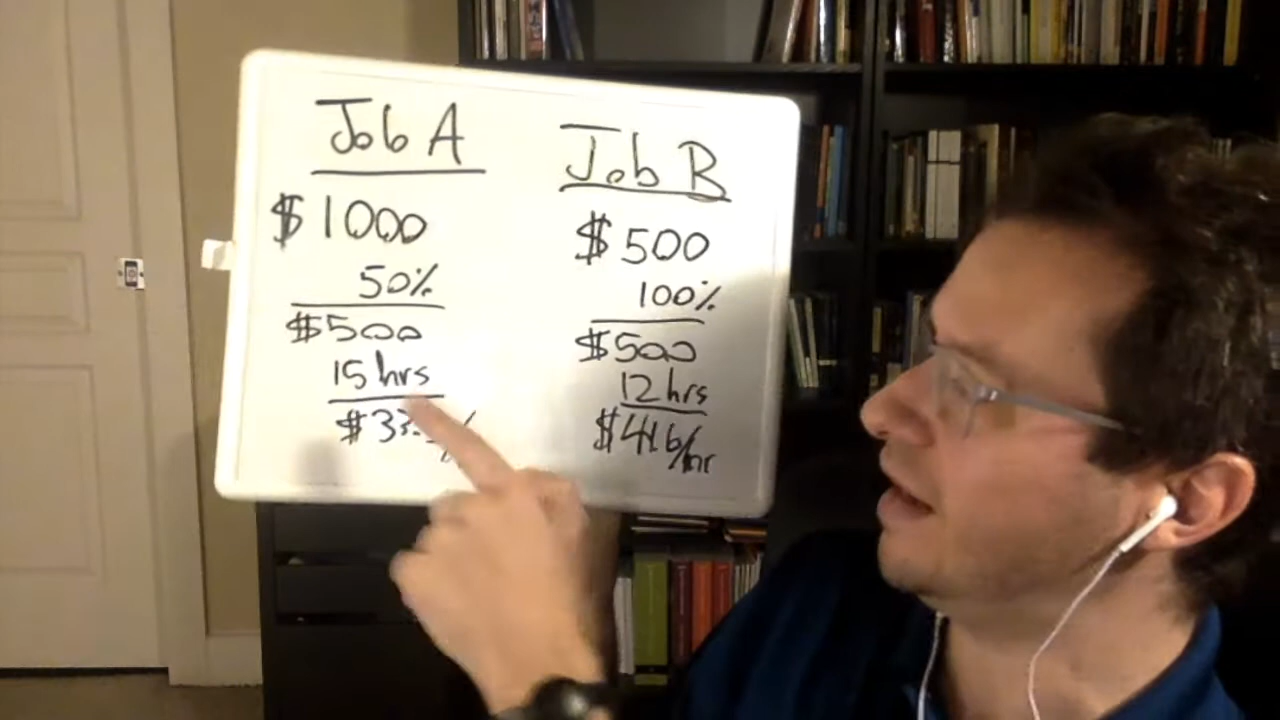 Job A
$1000
50%
$500
15 hrs
Job B
$500
100%
$500
12 hrs
$41.6/hr